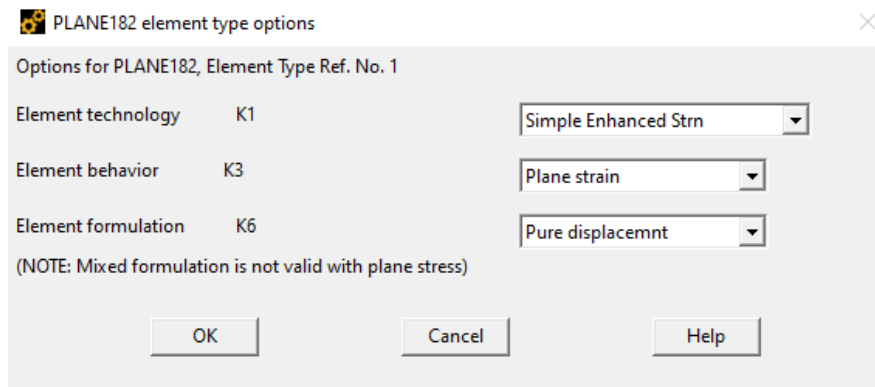 PLANE182 element type options
Options for PLANE182, Element Type Ref. No. 1
Element technology K1 Simple Enhanced Strn
Element behavior K3 Plane strain
Element formulation K6 Pure displacemnt
(NOTE: Mixed formulation is not valid with plane stress)
OK Cancel Help